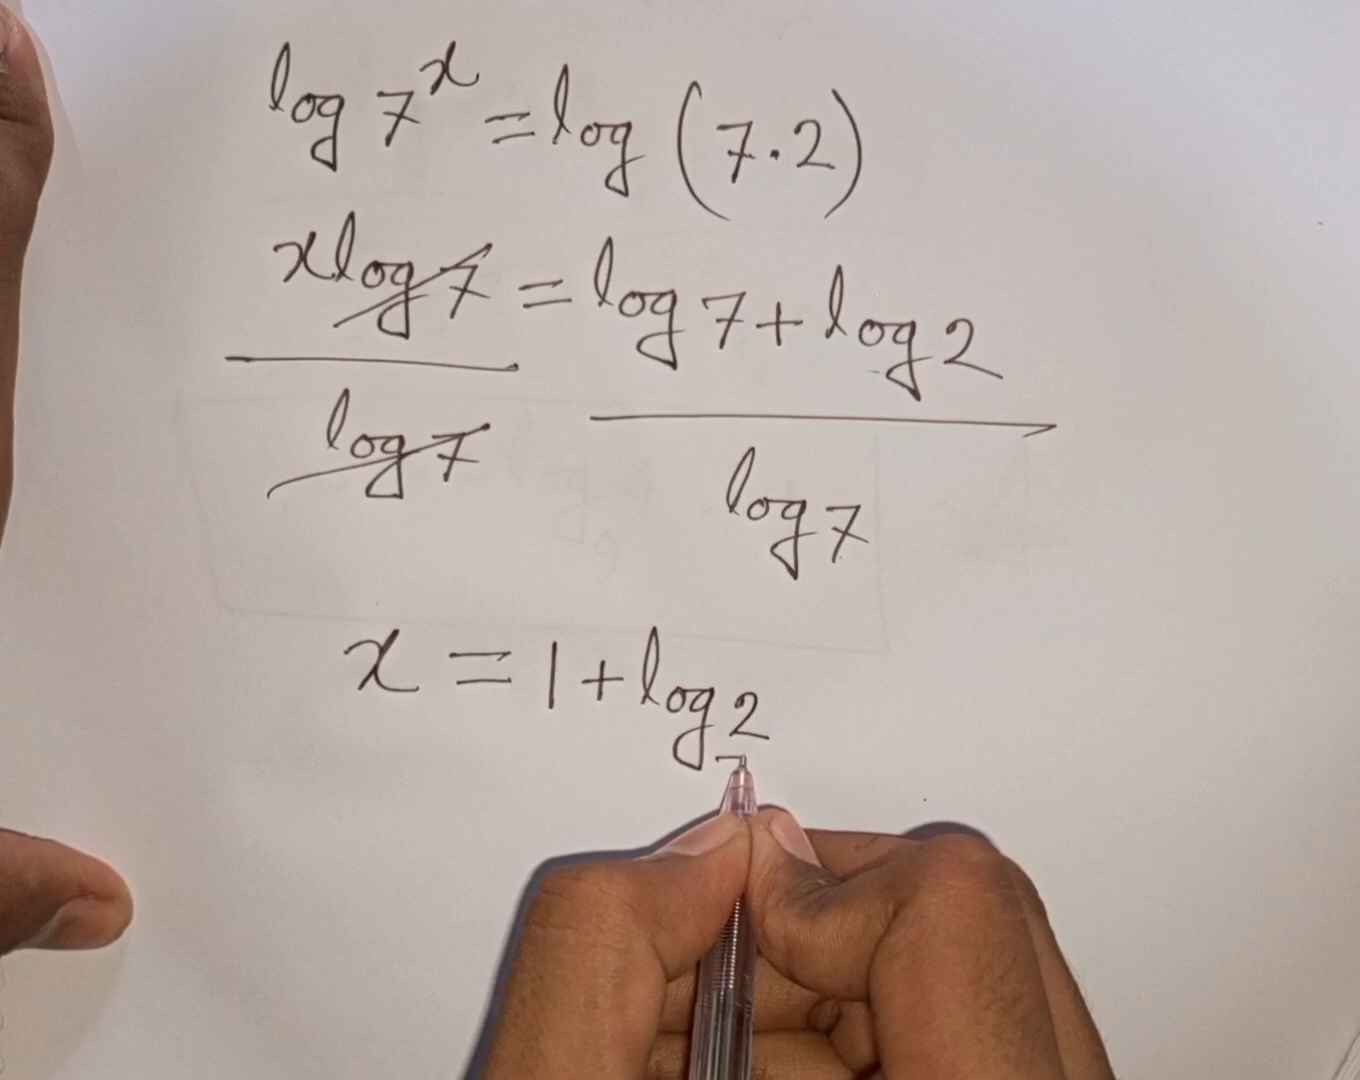 log 7^x = log (7.2)
x log 7 = log 7 + log 2
log 7 log 7
x = 1 + log 2